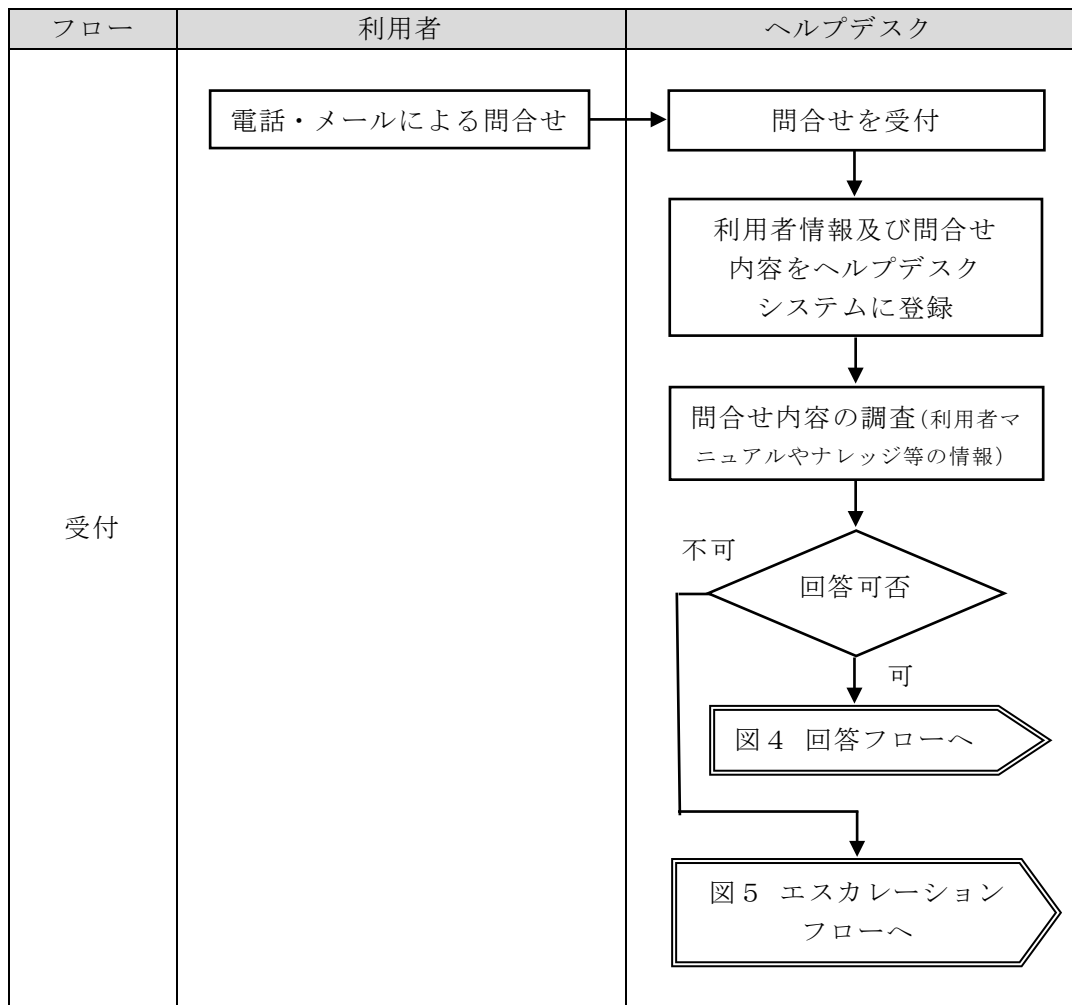 フロー
利用者
ヘルプデスク
受付
電話・メールによる問合せ
問合せを受付
利用者情報及び問合せ
内容をヘルプデスク
システムに登録
問合せ内容の調査(利用者マ
ニュアルやナレッジ等の情報)
不可
回答可否
可
図4 回答フローへ
図5 エスカレーション
フローへ